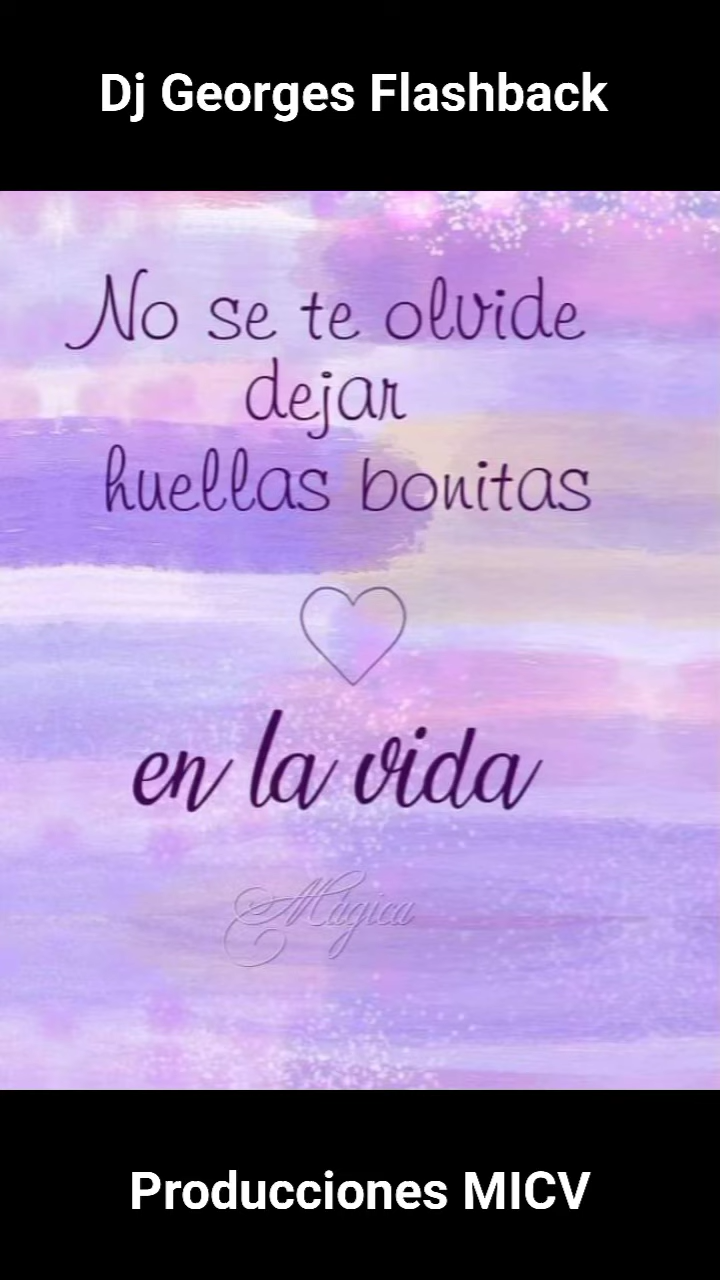 Dj Georges Flashback
No se te olvide
dejar
huellas bonitas
en la vida
Mágica
Producciones MICV